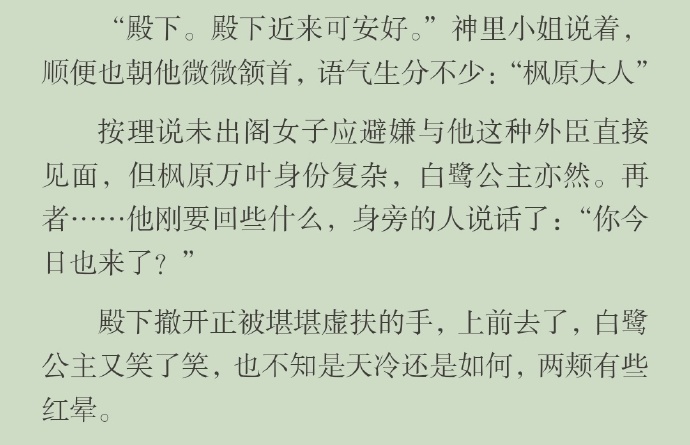 “殿下。殿下近来可安好。”神里小姐说着，
顺便也朝他微微颔首，语气生分不少：“枫原大人”
按理说未出阁女子应避嫌与他这种外臣直接
见面，但枫原万叶身份复杂，白鹭公主亦然。再
者……他刚要回些什么，身旁的人说话了：“你今
日也来了？”
殿下撤开正被堪堪虚扶的手，上前去了，白鹭
公主又笑了笑，也不知是天冷还是如何，两颊有些
红晕。